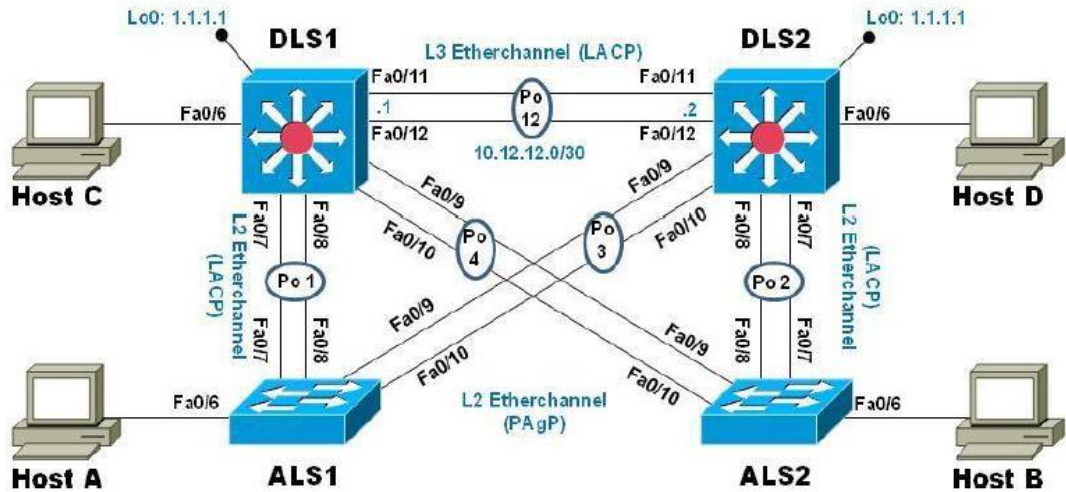 Lo0: 1.1.1.1
Lo0: 1.1.1.1
DLS1
DLS2
L3 Etherchannel (LACP)
Fa0/11
Fa0/11
Fa0/6
.1
Po
12
.2
Fa0/6
Fa0/12
Fa0/12
10.12.12.0/30
Host C
Host D
Fa0/9
Fa0/9
Fa0/7
Fa0/8
Fa0/10
Fa0/10
Fa0/8
Fa0/7
L2 Etherchannel
(LACP)
Po
4
Po
3
L2 Etherchannel
(LACP)
Po 1
Po 2
Fa0/7
Fa0/8
Fa0/9
Fa0/10
Fa0/9
Fa0/10
Fa0/8
Fa0/7
Fa0/6
L2 Etherchannel
(PAgP)
Fa0/6
Host A
ALS1
ALS2
Host B